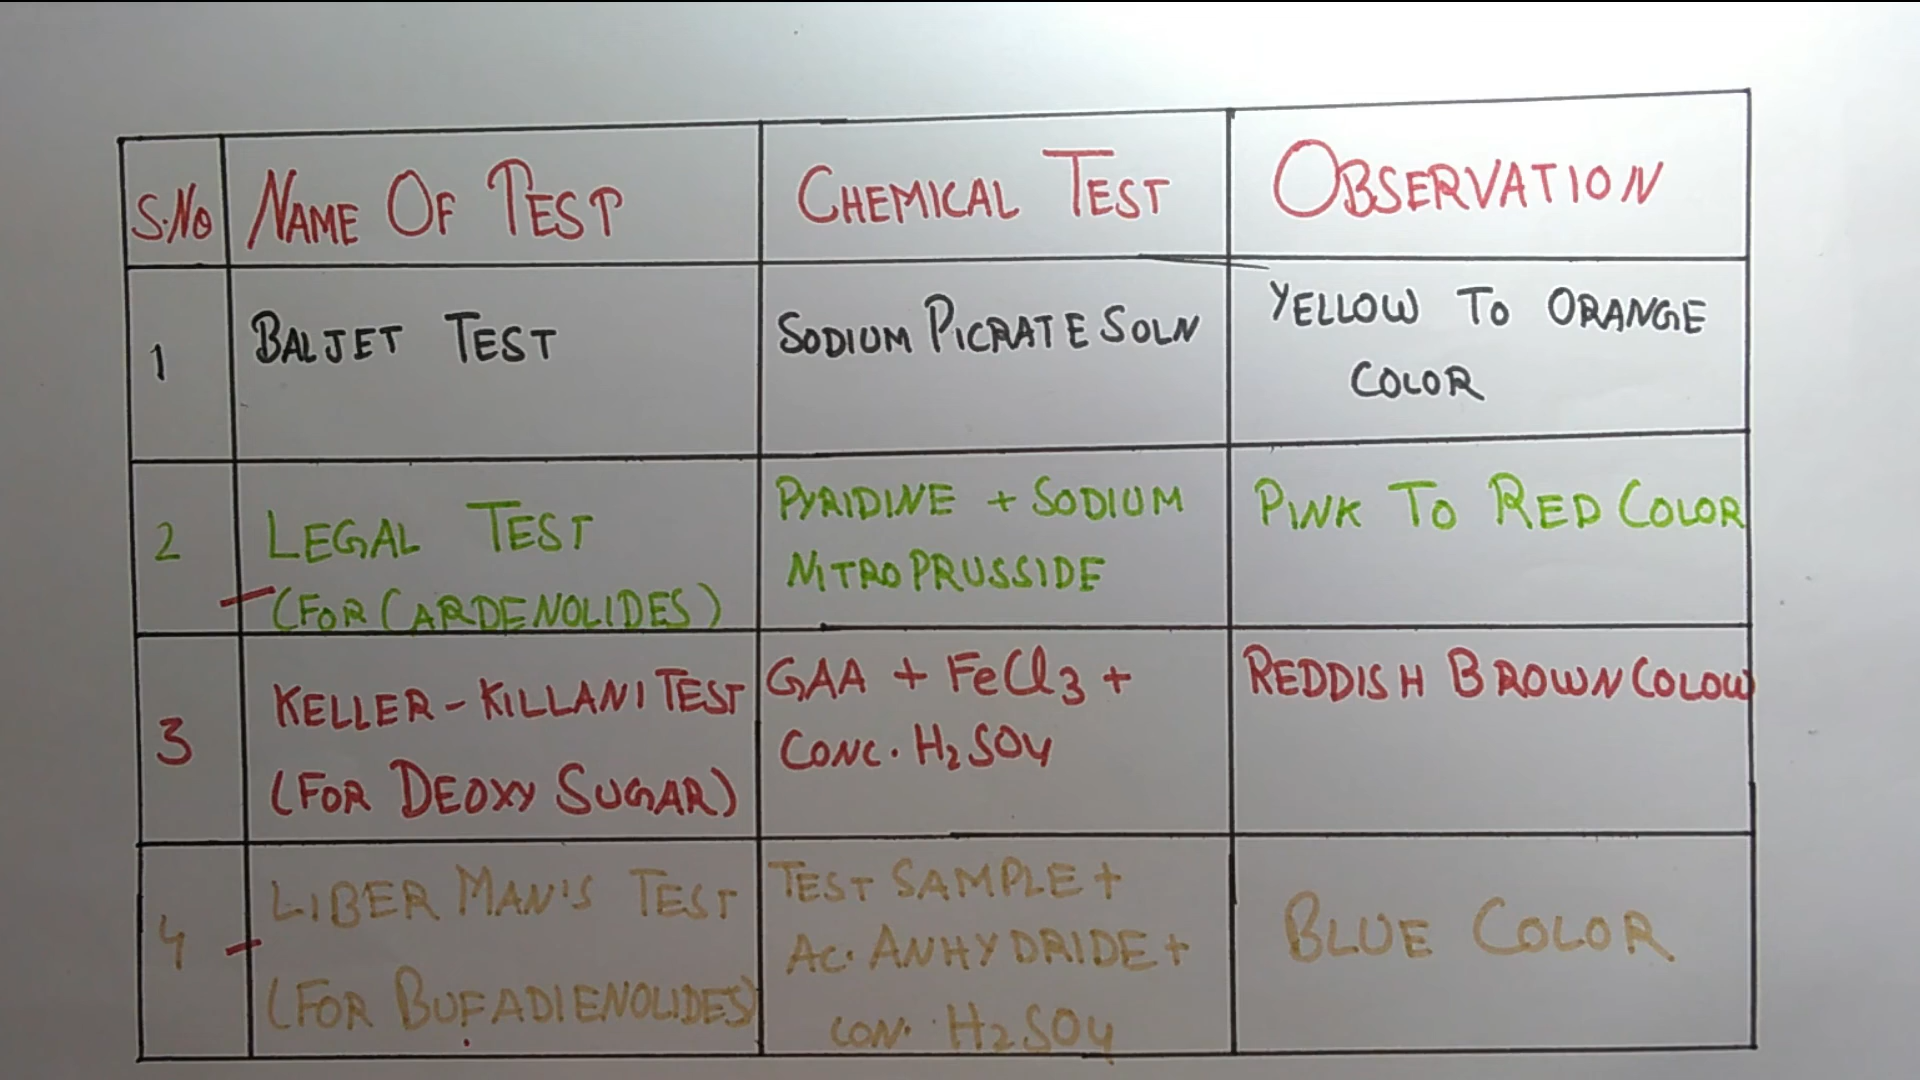 S.No NAME OF TEST CHEMICAL TEST OBSERVATION
1 BALJET TEST SODIUM PICRATE SOLN YELLOW TO ORANGE
COLOR
2 LEGAL TEST PYRIDINE + SODIUM PINK TO RED COLOR
(FOR CARDENOLIDES) NITROPRUSSIDE
3 KELLER-KILLANI TEST GAA + FeCl3 + REDDISH BROWN COLOW
(FOR DEOXY SUGAR) CONC. H2SO4
4 LIBER MAN'S TEST TEST SAMPLE + BLUE COLOR
AC. ANHYDRIDE +
(FOR BUFADIENOLIDES) CON. H2SO4